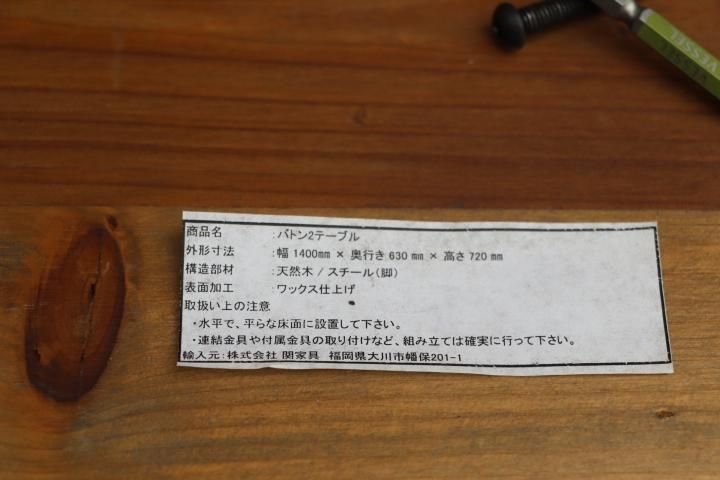 VESSEL
VESSEL
商品名 : バトン2テーブル
外形寸法 : 幅 1400mm × 奥行き 630 mm × 高さ 720 mm
構造部材 : 天然木 / スチール(脚)
表面加工 : ワックス仕上げ
取扱い上の注意
・水平で、平らな床面に設置して下さい。
・連結金具や付属金具の取り付けなど、組み立ては確実に行って下さい。
輸入元: 株式会社 関家具 福岡県大川市幡保201-1